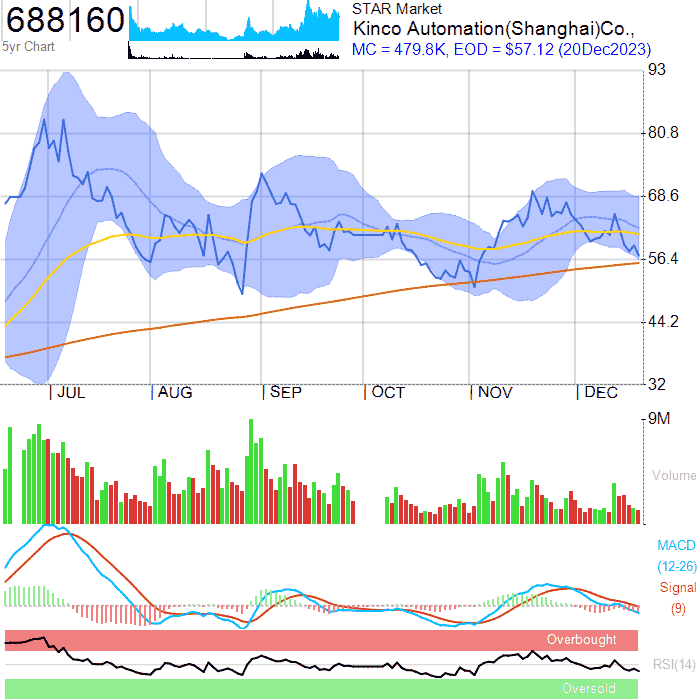 688160
5yr Chart
STAR Market
Kinco Automation(Shanghai)Co.,
MC = 479.8K, EOD = $57.12 (20Dec2023)
93
80.8
68.6
56.4
44.2
32
JUL AUG SEP OCT NOV DEC
9M
Volume
MACD
(12-26)
Signal
(9)
Overbought
RSI(14)
Oversold